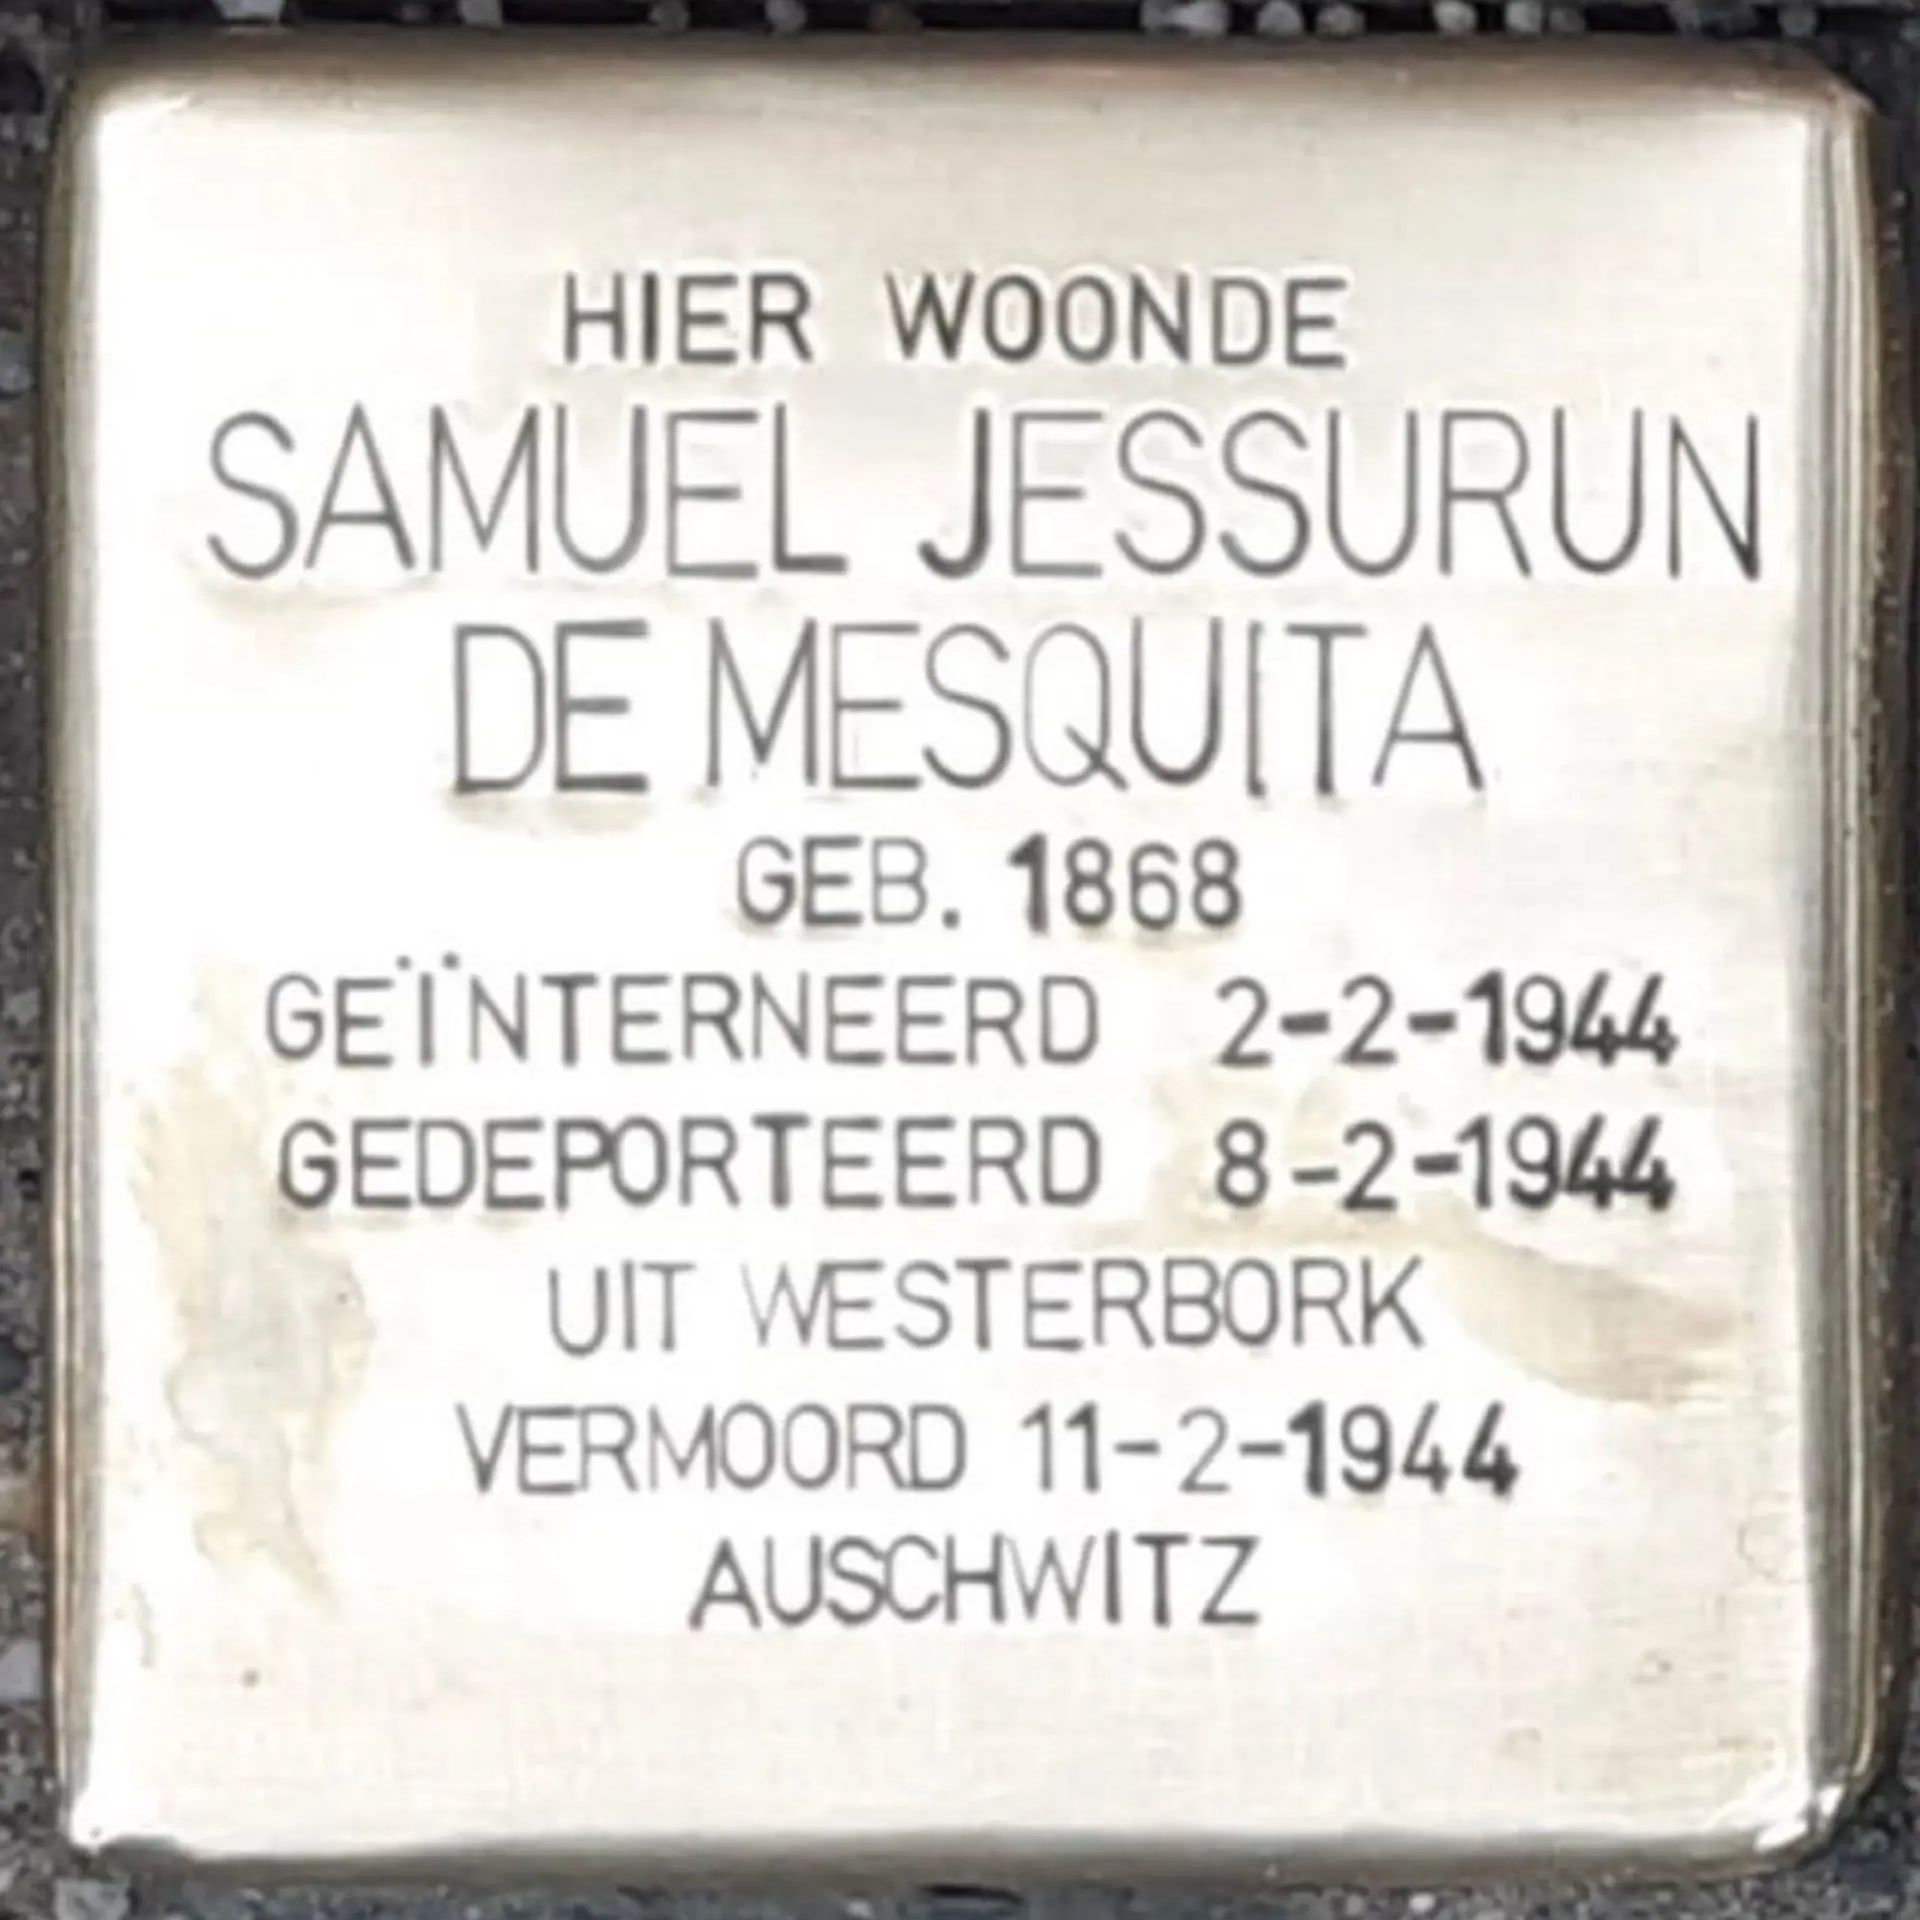 HIER WOONDE
SAMUEL JESSURUN
DE MESQUITA
GEB. 1868
GEÏNTERNEERD 2-2-1944
GEDEPORTEERD 8-2-1944
UIT WESTERBORK
VERMOORD 11-2-1944
AUSCHWITZ